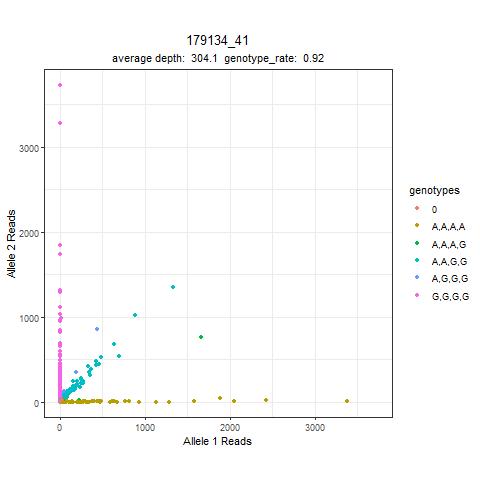 179134_41
average depth:  304.1  genotype_rate:  0.92
Allele 2 Reads
3000
2000
1000
0
0
1000
2000
3000
Allele 1 Reads
genotypes
0
A,A,A,A
A,A,A,G
A,A,G,G
A,G,G,G
G,G,G,G